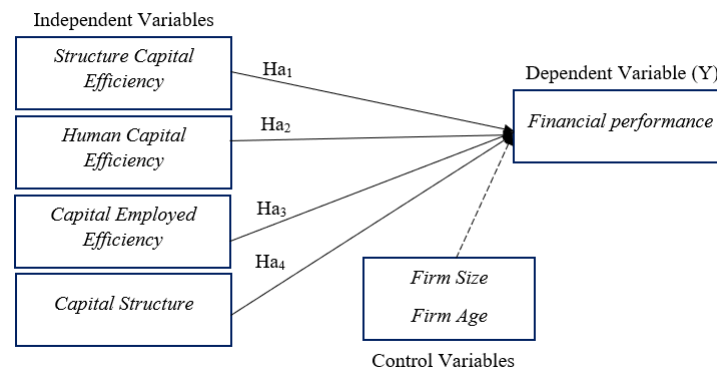 Independent Variables
Structure Capital
Efficiency
Ha₁
Human Capital
Efficiency
Ha₂
Capital Employed
Efficiency
Ha₃
Capital Structure
Ha₄
Dependent Variable (Y)
Financial performance
Firm Size
Firm Age
Control Variables